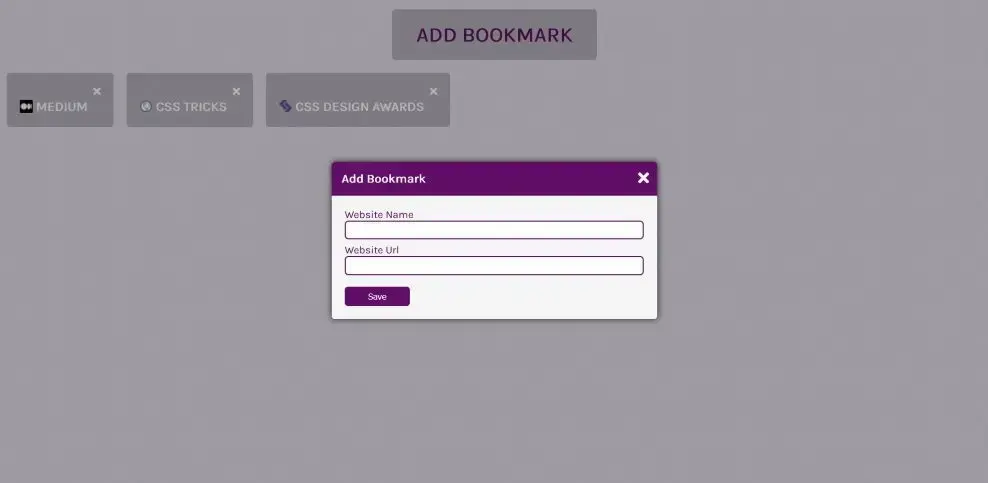 ADD BOOKMARK
MEDIUM
CSS TRICKS
CSS DESIGN AWARDS
Add Bookmark
Website Name
Website Url
Save